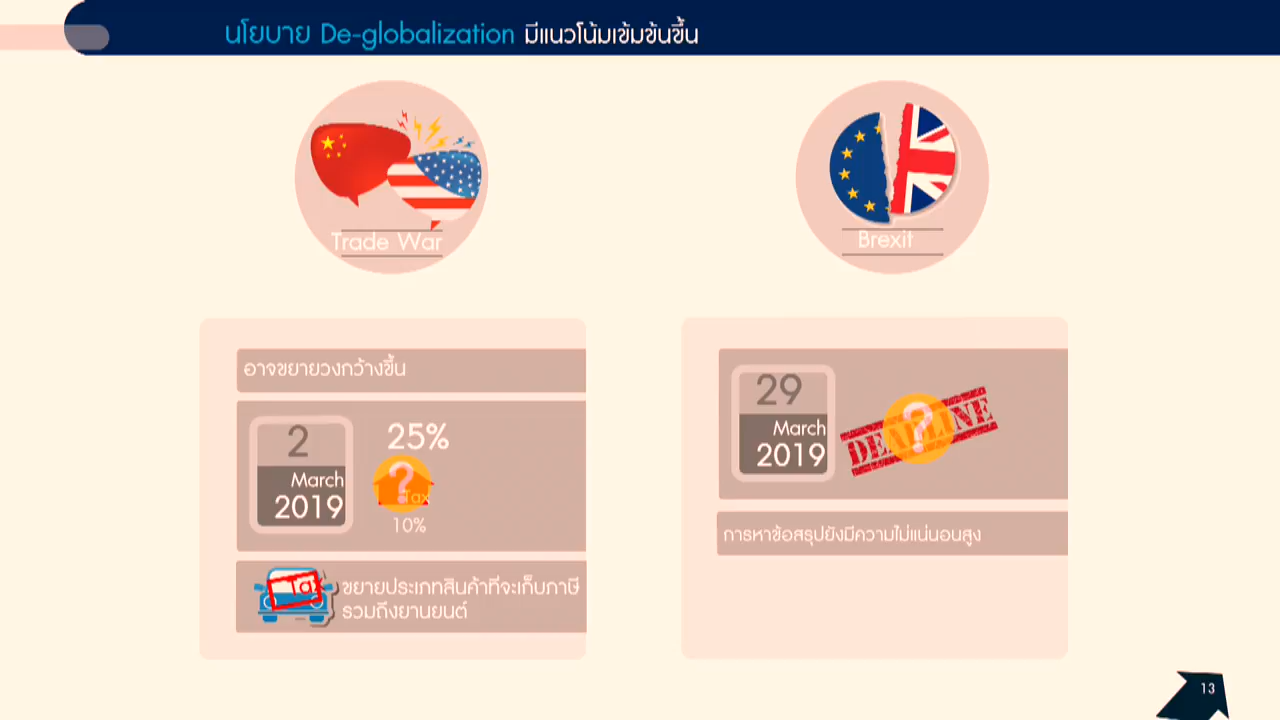 นโยบาย De-globalization มีแนวโน้มเข้มข้นขึ้น
Trade War
อาจขยายวงกว้างขึ้น
2
March
2019
25%
?
Tax
10%
Tax
ขยายประเภทสินค้าที่จะเก็บภาษี
รวมถึงยานยนต์
Brexit
29
March
2019
DEADLINE
?
การหาข้อสรุปยังมีความไม่แน่นอนสูง
13